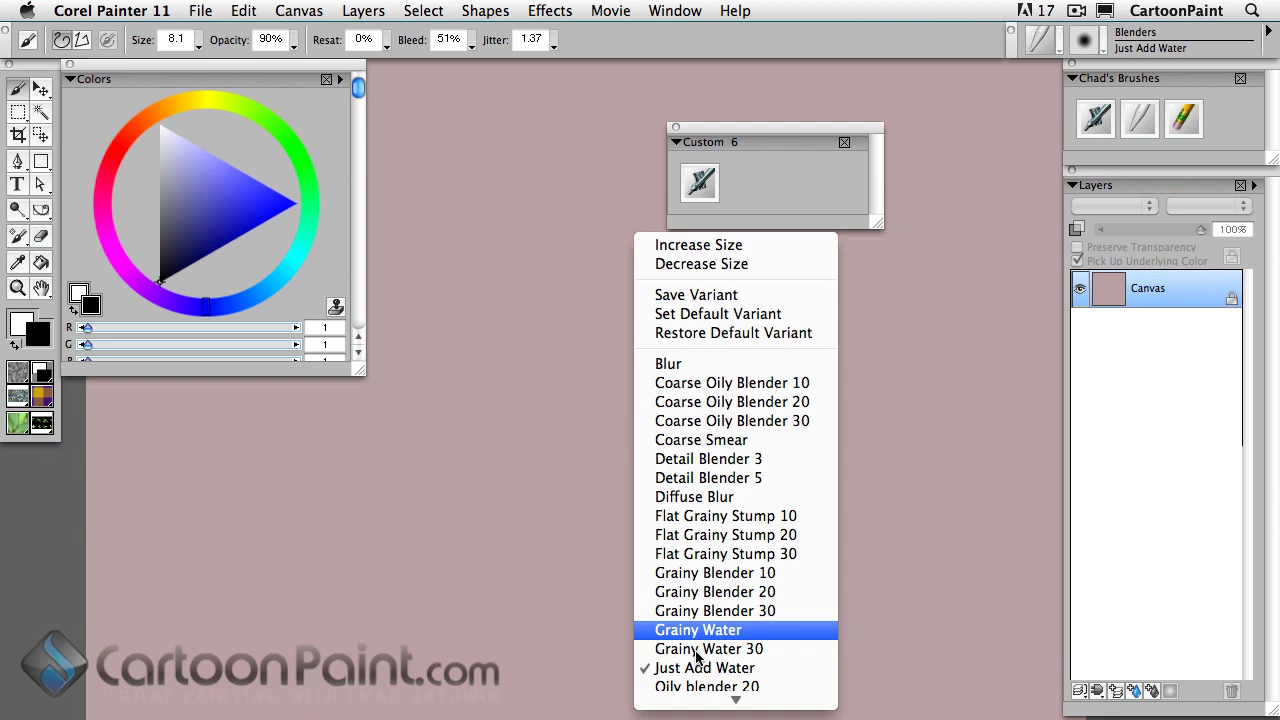 Corel Painter 11 File Edit Canvas Layers Select Shapes Effects Movie Window Help 17 CartoonPaint
Size: 8.1 Opacity: 90% Resat: 0% Bleed: 51% Jitter: 1.37
Blenders
Just Add Water
Colors
R 1
G 1
Custom 6
Chad's Brushes
Layers
100%
Preserve Transparency
Pick Up Underlying Color
Canvas
Increase Size
Decrease Size
Save Variant
Set Default Variant
Restore Default Variant
Blur
Coarse Oily Blender 10
Coarse Oily Blender 20
Coarse Oily Blender 30
Coarse Smear
Detail Blender 3
Detail Blender 5
Diffuse Blur
Flat Grainy Stump 10
Flat Grainy Stump 20
Flat Grainy Stump 30
Grainy Blender 10
Grainy Blender 20
Grainy Blender 30
Grainy Water
Grainy Water 30
Just Add Water
Oily blender 20
CartoonPaint.com